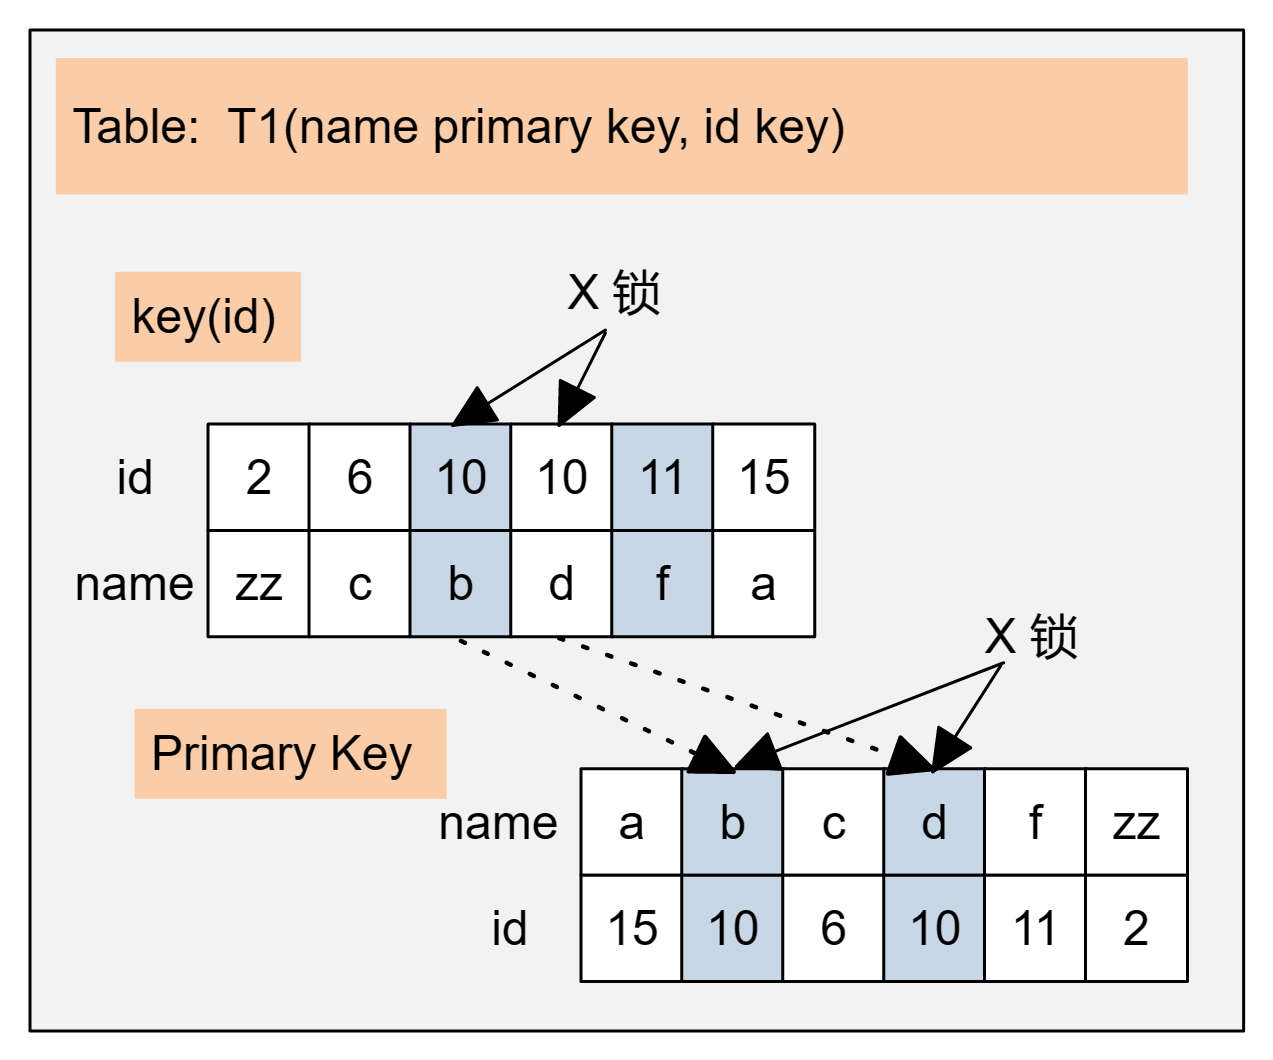 Table: T1(name primary key, id key)
X 锁
key(id)
id 2 6 10 10 11 15
name zz c b d f a
X 锁
Primary Key
name a b c d f zz
id 15 10 6 10 11 2